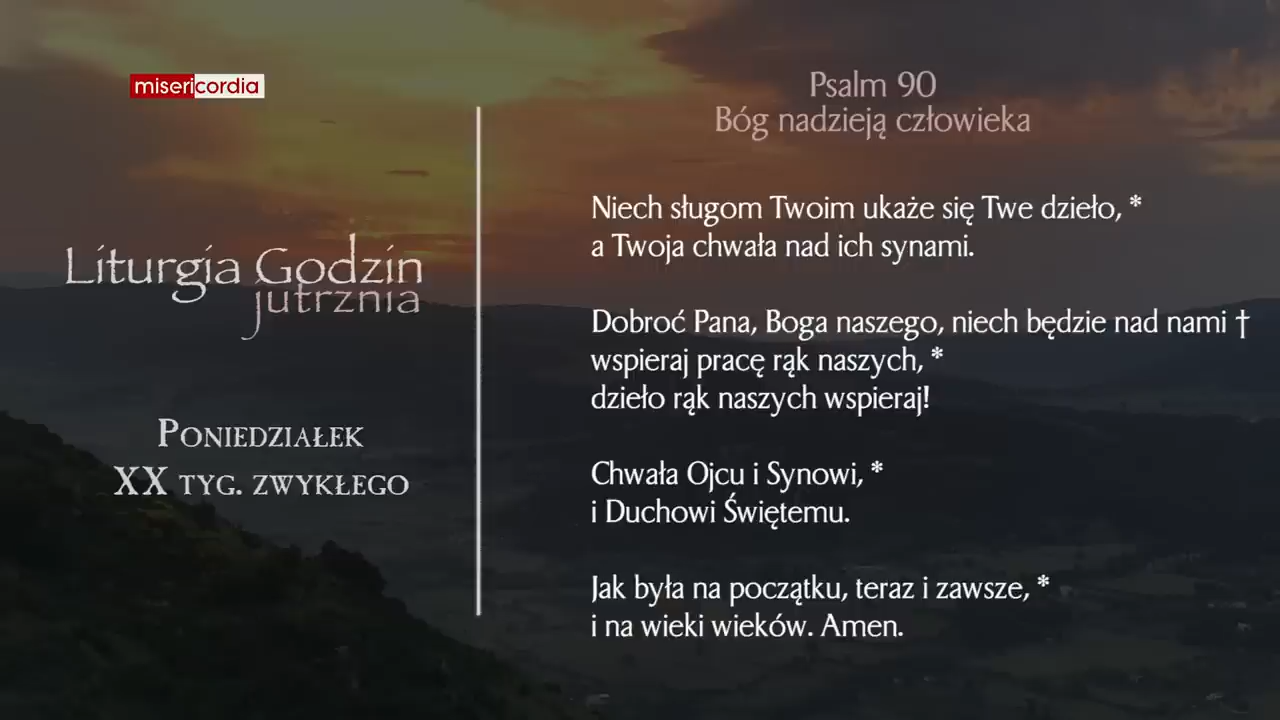 misericordia
Liturgia Godzin
jutrznia
Poniedziałek
XX tyg. zwykłego
Psalm 90
Bóg nadzieją człowieka
Niech sługom Twoim ukaże się Twe dzieło, *
a Twoja chwała nad ich synami.
Dobroć Pana, Boga naszego, niech będzie nad nami †
wspieraj pracę rąk naszych, *
dzieło rąk naszych wspieraj!
Chwała Ojcu i Synowi, *
i Duchowi Świętemu.
Jak była na początku, teraz i zawsze, *
i na wieki wieków. Amen.